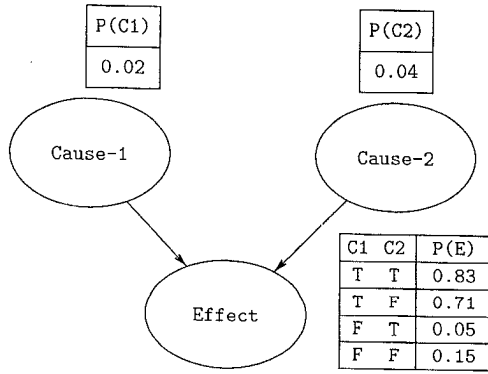 P(C1)
0.02
P(C2)
0.04
Cause-1
Cause-2
C1 C2 P(E)
T T 0.83
T F 0.71
F T 0.05
F F 0.15
Effect